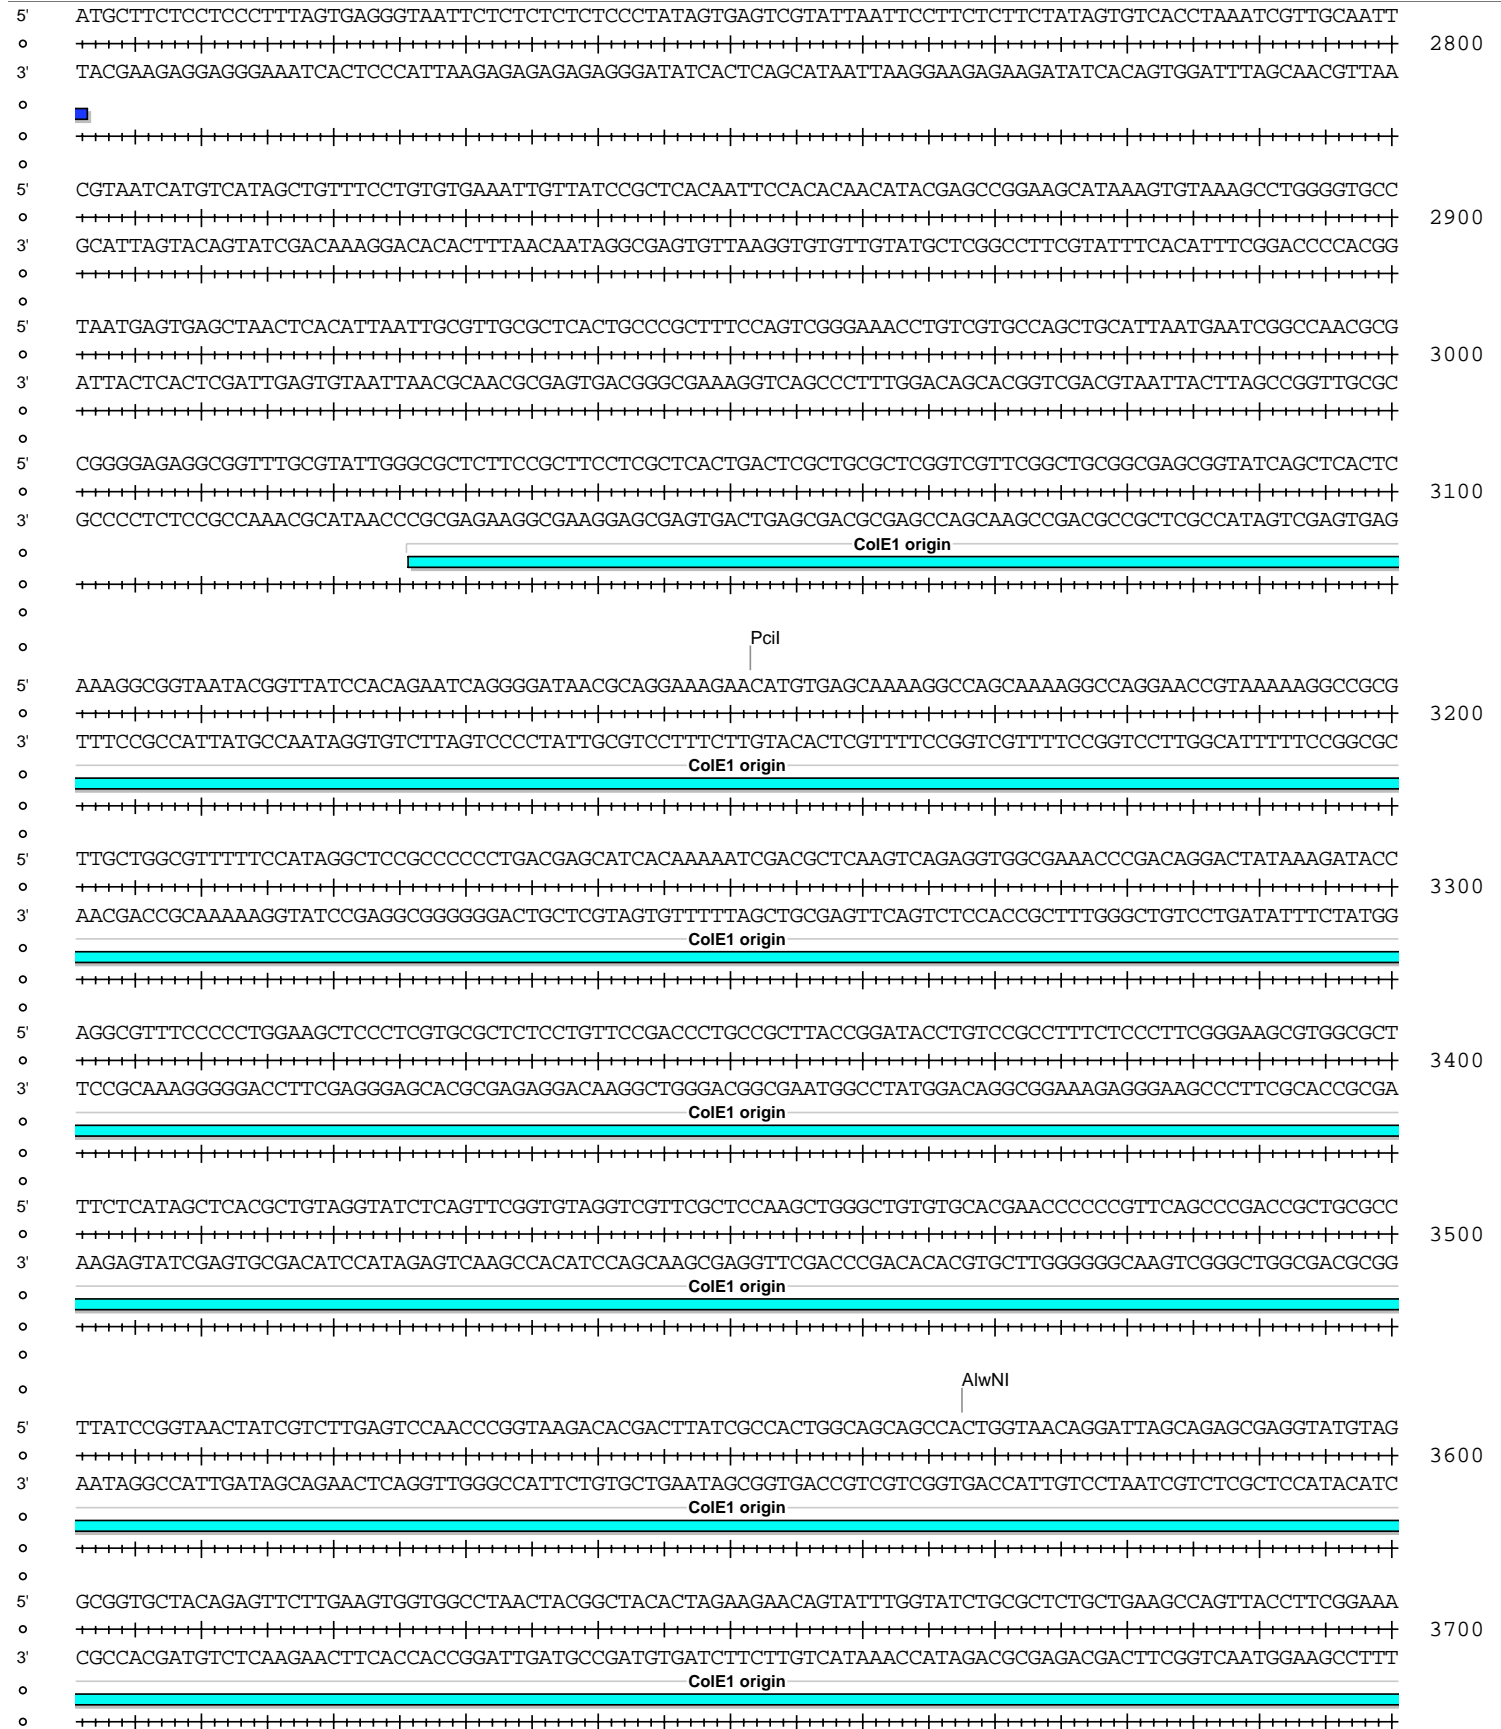 5' ATGCTTCTCCTCCCTTTAGTGAGGGTAATTCTCTCTCTCTCCCTATAGTGAGTCGTATTAATTCCTTCTCTTCTATAGTGTCACCTAAATCGTTGCAATT
2800
3' TACGAAGAGGAGGGAAATCACTCCCATTAAGAGAGAGAGAGGGATATCACTCAGCATAATTAAGGAAGAGAAGATATCACAGTGGATTTAGCAACGTTAA
5' CGTAATCATGTCATAGCTGTTTCCTGTGTGAAATTGTTATCCGCTCACAATTCCACACAACATACGAGCCGGAAGCATAAAGTGTAAAGCCTGGGGTGCC
2900
3' GCATTAGTACAGTATCGACAAAGGACACACTTTAACAATAGGCGAGTGTTAAGGTGTGTTGTATGCTCGGCCTTCGTATTTCACATTTCGGACCCCACGG
5' TAATGAGTGAGCTAACTCACATTAATTGCGTTGCGCTCACTGCCCGCTTTCCAGTCGGGAAACCTGTCGTGCCAGCTGCATTAATGAATCGGCCAACGCG
3000
3' ATTACTCACTCGATTGAGTGTAATTAACGCAACGCGAGTGACGGGCGAAAGGTCAGCCCTTTGGACAGCACGGTCGACGTAATTACTTAGCCGGTTGCGC
5' CGGGGAGAGGCGGTTTGCGTATTGGGCGCTCTTCCGCTTCCTCGCTCACTGACTCGCTGCGCTCGGTCGTTCGGCTGCGGCGAGCGGTATCAGCTCACTC
3100
3' GCCCCTCTCCGCCAAACGCATAACCCGCGAGAAGGCGAAGGAGCGAGTGACTGAGCGACGCGAGCCAGCAAGCCGACGCCGCTCGCCATAGTCGAGTGAG
ColE1 origin
PciI
5' AAAGGCGGTAATACGGTTATCCACAGAATCAGGGGATAACGCAGGAAAGAACATGTGAGCAAAAGGCCAGCAAAAGGCCAGGAACCGTAAAAAGGCCGCG
3200
3' TTTCCGCCATTATGCCAATAGGTGTCTTAGTCCCCTATTGCGTCCTTTCTTGTACACTCGTTTTCCGGTCGTTTTCCGGTCCTTGGCATTTTTCCGGCGC
ColE1 origin
5' TTGCTGGCGTTTTTCCATAGGCTCCGCCCCCCTGACGAGCATCACAAAAATCGACGCTCAAGTCAGAGGTGGCGAAACCCGACAGGACTATAAAGATACC
3300
3' AACGACCGCAAAAAGGTATCCGAGGCGGGGGGACTGCTCGTAGTGTTTTTAGCTGCGAGTTCAGTCTCCACCGCTTTGGGCTGTCCTGATATTTCTATGG
ColE1 origin
5' AGGCGTTTCCCCCTGGAAGCTCCCTCGTGCGCTCTCCTGTTCCGACCCTGCCGCTTACCGGATACCTGTCCGCCTTTCTCCCTTCGGGAAGCGTGGCGCT
3400
3' TCCGCAAAGGGGGACCTTCGAGGGAGCACGCGAGAGGACAAGGCTGGGACGGCGAATGGCCTATGGACAGGCGGAAAGAGGGAAGCCCTTCGCACCGCGA
ColE1 origin
5' TTCTCATAGCTCACGCTGTAGGTATCTCAGTTCGGTGTAGGTCGTTCGCTCCAAGCTGGGCTGTGTGCACGAACCCCCCGTTCAGCCCGACCGCTGCGCC
3500
3' AAGAGTATCGAGTGCGACATCCATAGAGTCAAGCCACATCCAGCAAGCGAGGTTCGACCCGACACACGTGCTTGGGGGGCAAGTCGGGCTGGCGACGCGG
ColE1 origin
AlwNI
5' TTATCCGGTAACTATCGTCTTGAGTCCAACCCGGTAAGACACGACTTATCGCCACTGGCAGCAGCCACTGGTAACAGGATTAGCAGAGCGAGGTATGTAG
3600
3' AATAGGCCATTGATAGCAGAACTCAGGTTGGGCCATTCTGTGCTGAATAGCGGTGACCGTCGTCGGTGACCATTGTCCTAATCGTCTCGCTCCATACATC
ColE1 origin
5' GCGGTGCTACAGAGTTCTTGAAGTGGTGGCCTAACTACGGCTACACTAGAAGAACAGTATTTGGTATCTGCGCTCTGCTGAAGCCAGTTACCTTCGGAAA
3700
3' CGCCACGATGTCTCAAGAACTTCACCACCGGATTGATGCCGATGTGATCTTCTTGTCATAAACCATAGACGCGAGACGACTTCGGTCAATGGAAGCCTTT
ColE1 origin